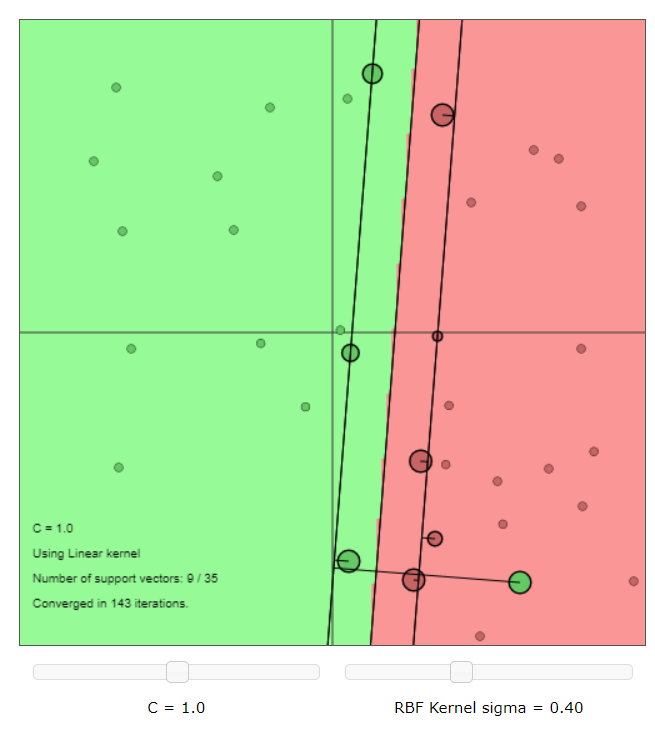 C = 1.0
Using Linear kernel
Number of support vectors: 9 / 35
Converged in 143 iterations.
C = 1.0
RBF Kernel sigma = 0.40